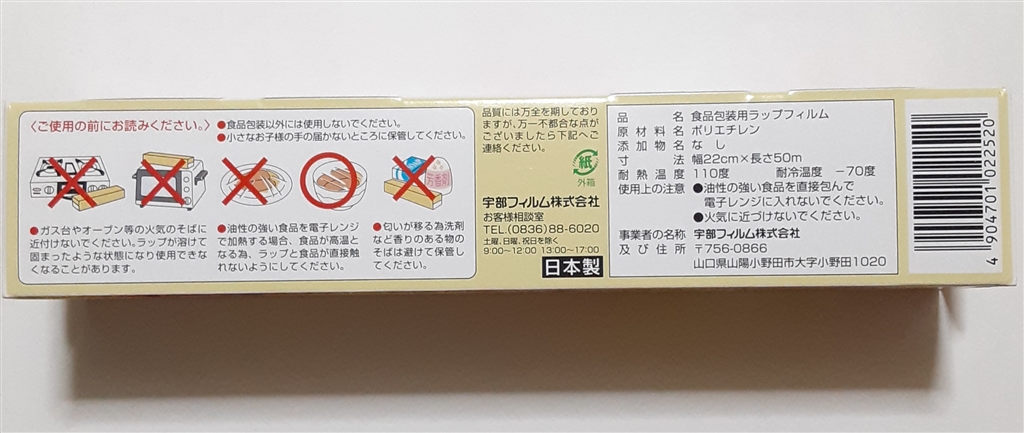 〈ご使用の前にお読みください。〉
●食品包装以外には使用しないでください。
●小さなお子様の手の届かないところに保管してください。
芳香剤
●ガス台やオーブン等の火気のそばに
近付けないでください。ラップが溶けて
固まったような状態になり使用できな
くなることがあります。
●油性の強い食品を電子レンジ
で加熱する場合、食品が高温と
なる為、ラップと食品が直接触
れないようにしてください。
●匂いが移る為洗剤
など香りのある物の
そばは避けて保管し
てください。
品質には万全を期しており
ますが、万一不都合な点が
ございましたら下記へご
連絡ください。
紙
外箱
宇部フィルム株式会社
お客様相談室
TEL.(0836)88-6020
土曜、日曜、祝日を除く
9:00〜12:00 13:00〜17:00
日本製
品名 食品包装用ラップフィルム
原材料名 ポリエチレン
添加物名 なし
寸法 幅22cm×長さ50m
耐熱温度 110度 耐冷温度 -70度
使用上の注意 ●油性の強い食品を直接包んで
電子レンジに入れないでください。
●火気に近づけないでください。
事業者の名称 宇部フィルム株式会社
及び住所 〒756-0866
山口県山陽小野田市大字小野田1020
4 904701 022520